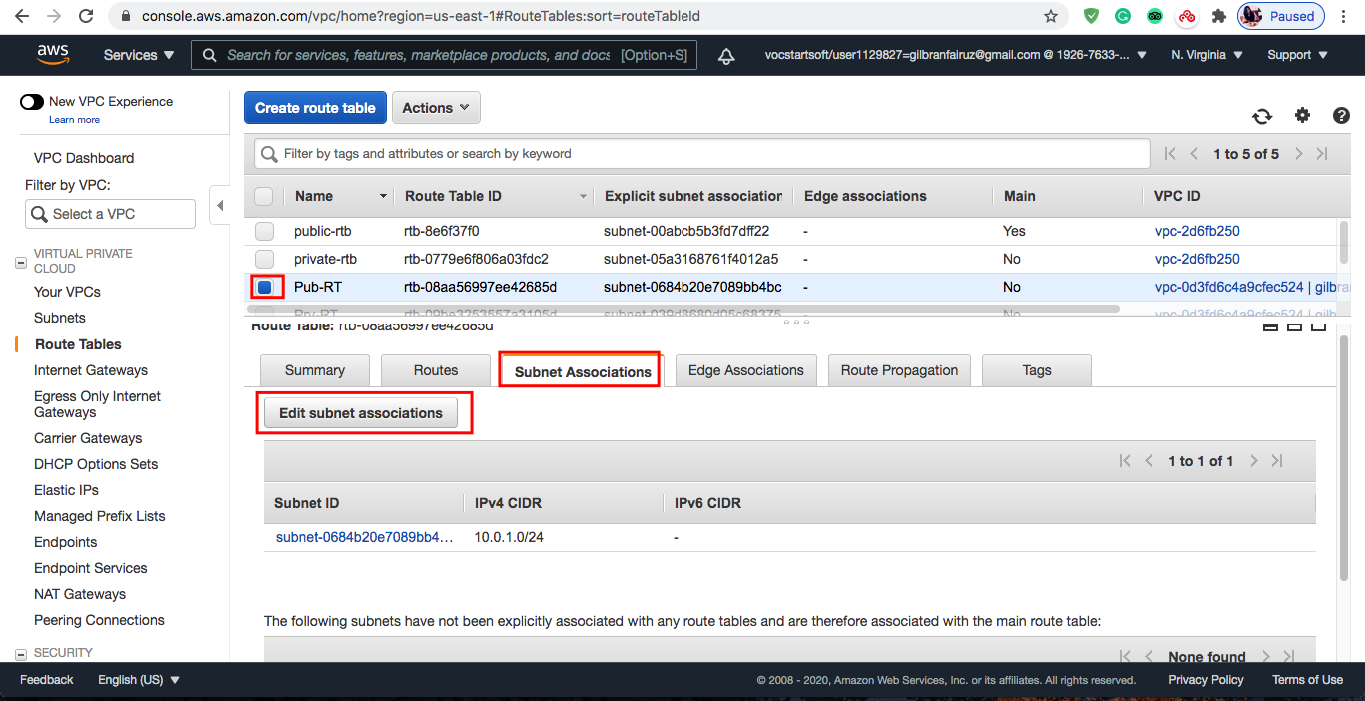 console.aws.amazon.com/vpc/home?region=us-east-1#RouteTables:sort=routeTableId
Paused
aws
Services
Search for services, features, marketplace products, and docs [Option+S]
vocstartsoft/user1129827=gilbranfairuz@gmail.com @ 1926-7633-...
N. Virginia
Support
New VPC Experience
Learn more
Create route table
Actions
VPC Dashboard
Filter by VPC:
Select a VPC
VIRTUAL PRIVATE
CLOUD
Your VPCs
Subnets
Route Tables
Internet Gateways
Egress Only Internet
Gateways
Carrier Gateways
DHCP Options Sets
Elastic IPs
Managed Prefix Lists
Endpoints
Endpoint Services
NAT Gateways
Peering Connections
SECURITY
Filter by tags and attributes or search by keyword
1 to 5 of 5
Name Route Table ID Explicit subnet association Edge associations Main VPC ID
public-rtb rtb-8e6f37f0 subnet-00abcb5b3fd7dff22 - Yes vpc-2d6fb250
private-rtb rtb-0779e6f806a03fdc2 subnet-05a3168761f4012a5 - No vpc-2d6fb250
Pub-RT rtb-08aa56997ee42685d subnet-0684b20e7089bb4bc - No vpc-0d3fd6c4a9cfec524 | gilbra
Route Table: rtb-08aa56997ee42685d
Summary Routes Subnet Associations Edge Associations Route Propagation Tags
Edit subnet associations
1 to 1 of 1
Subnet ID IPv4 CIDR IPv6 CIDR
subnet-0684b20e7089bb4... 10.0.1.0/24 -
The following subnets have not been explicitly associated with any route tables and are therefore associated with the main route table:
None found
Feedback English (US)
© 2008 - 2020, Amazon Web Services, Inc. or its affiliates. All rights reserved. Privacy Policy Terms of Use